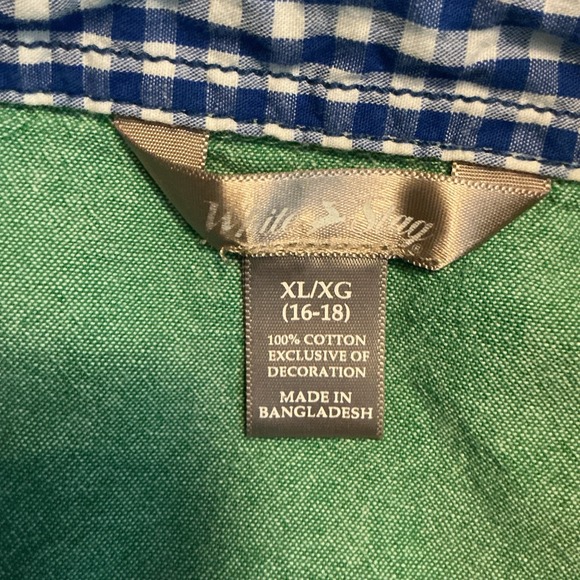 White Stag
XL/XG
(16-18)
100% COTTON
EXCLUSIVE OF
DECORATION
MADE IN
BANGLADESH